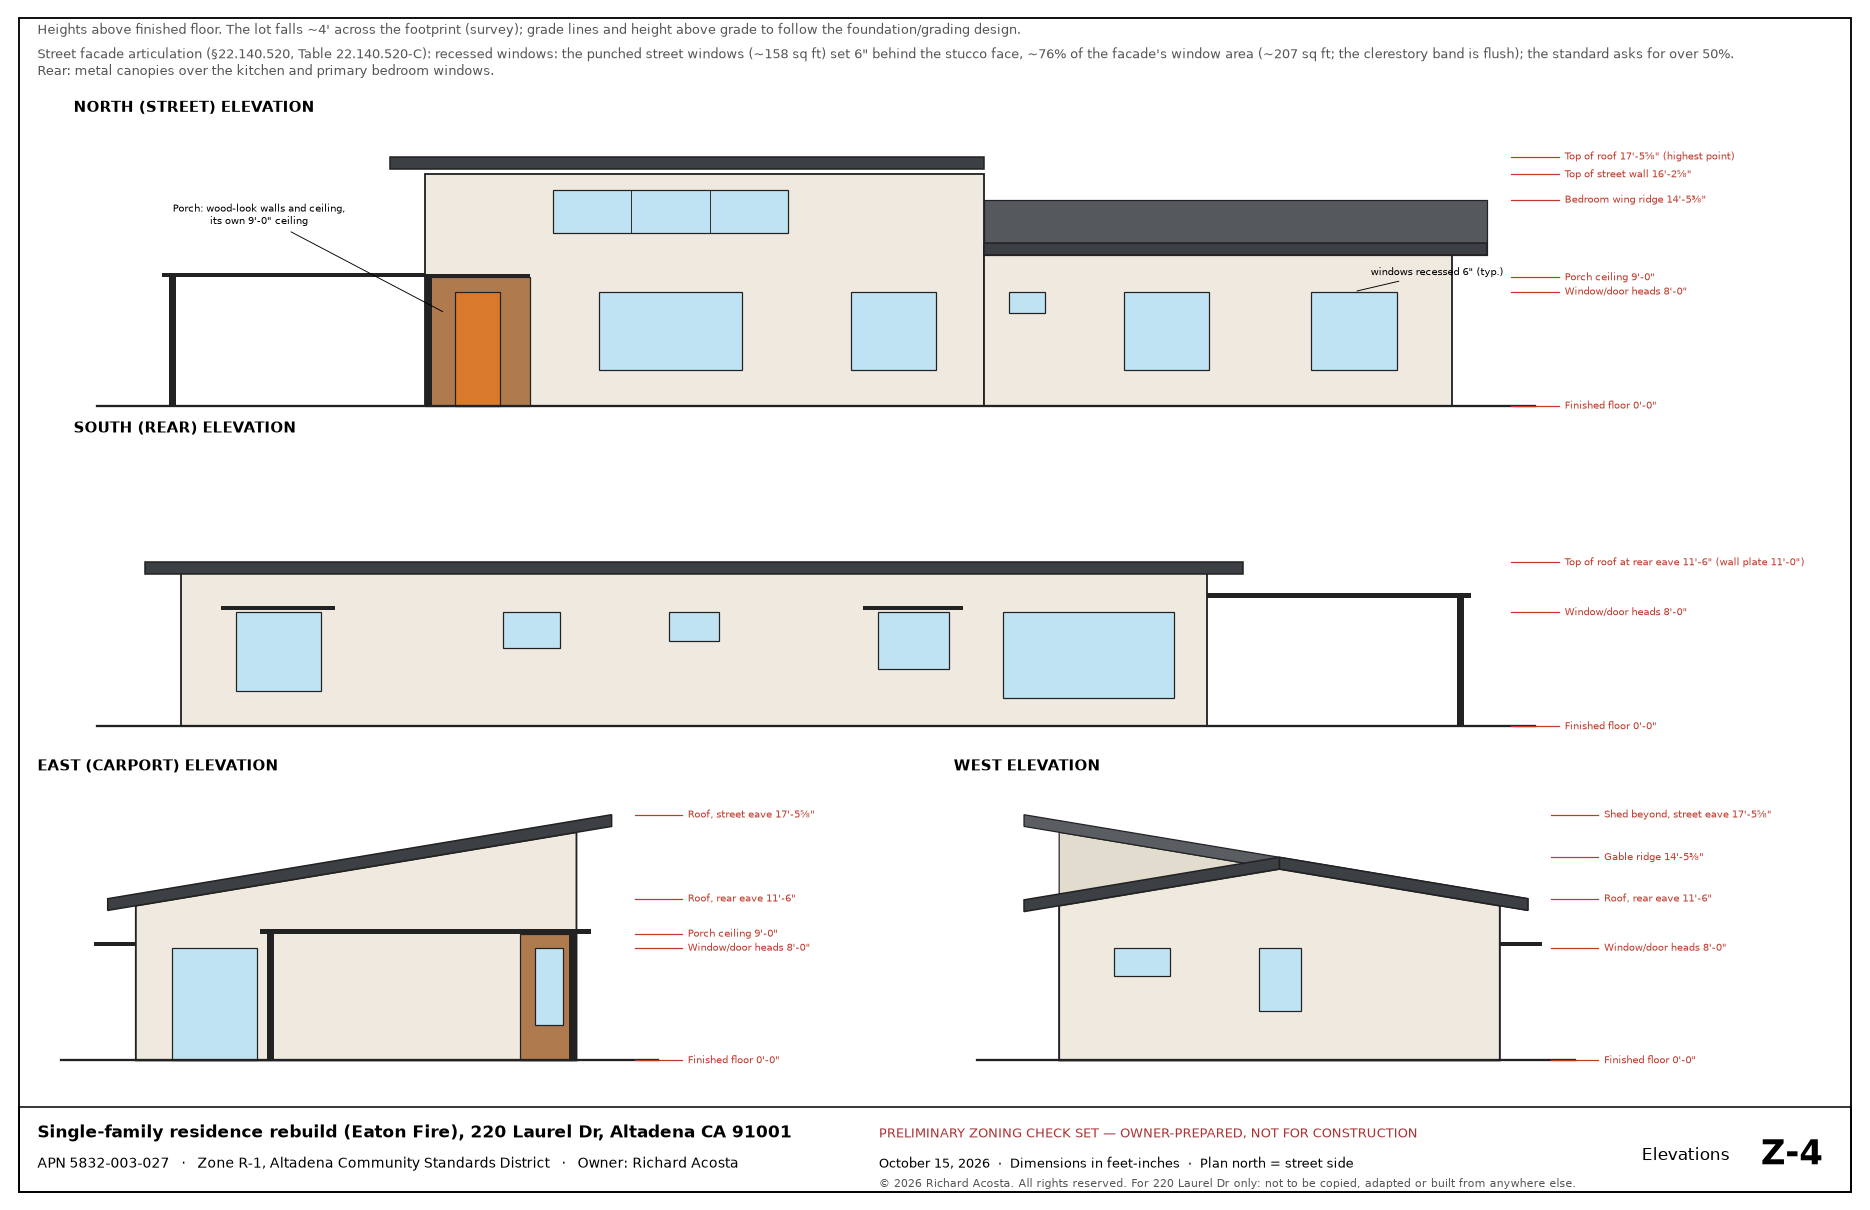 Heights above finished floor. The lot falls ~4' across the footprint (survey); grade lines and height above grade to follow the foundation/grading design.
Street facade articulation (§22.140.520, Table 22.140.520-C): recessed windows: the punched street windows (~158 sq ft) set 6" behind the stucco face, ~76% of the facade's window area (~207 sq ft; the clerestory band is flush); the standard asks for over 50%.
Rear: metal canopies over the kitchen and primary bedroom windows.
NORTH (STREET) ELEVATION
Top of roof 17'-5⅝" (highest point)
Top of street wall 16'-2⅝"
Bedroom wing ridge 14'-5⅜"
Porch: wood-look walls and ceiling,
its own 9'-0" ceiling
windows recessed 6" (typ.)
Porch ceiling 9'-0"
Window/door heads 8'-0"
Finished floor 0'-0"
SOUTH (REAR) ELEVATION
Top of roof at rear eave 11'-6" (wall plate 11'-0")
Window/door heads 8'-0"
Finished floor 0'-0"
EAST (CARPORT) ELEVATION
Roof, street eave 17'-5⅝"
Roof, rear eave 11'-6"
Porch ceiling 9'-0"
Window/door heads 8'-0"
Finished floor 0'-0"
WEST ELEVATION
Shed beyond, street eave 17'-5⅝"
Gable ridge 14'-5⅜"
Roof, rear eave 11'-6"
Window/door heads 8'-0"
Finished floor 0'-0"
Single-family residence rebuild (Eaton Fire), 220 Laurel Dr, Altadena CA 91001
APN 5832-003-027 · Zone R-1, Altadena Community Standards District · Owner: Richard Acosta
PRELIMINARY ZONING CHECK SET — OWNER-PREPARED, NOT FOR CONSTRUCTION
October 15, 2026 · Dimensions in feet-inches · Plan north = street side
© 2026 Richard Acosta. All rights reserved. For 220 Laurel Dr only: not to be copied, adapted or built from anywhere else.
Elevations Z-4